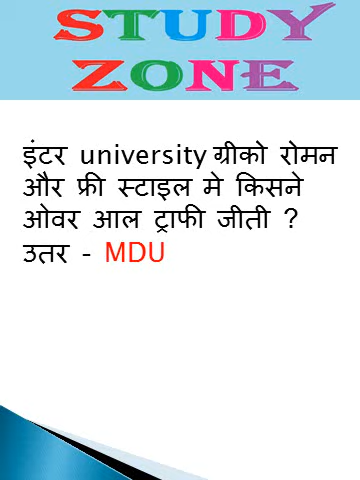 STUDY
ZONE
इंटर university ग्रीको रोमन
और फ्री स्टाइल मे किसने
ओवर आल ट्राफी जीती ?
उतर - MDU